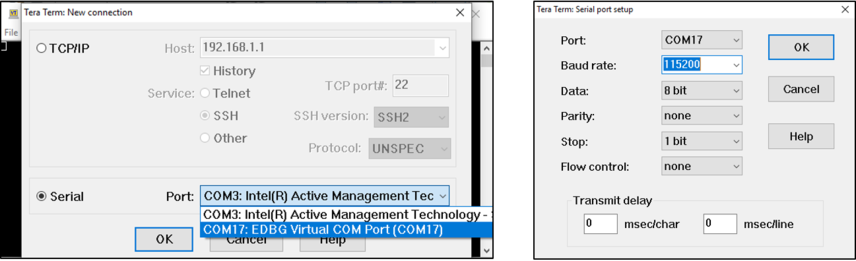 Tera Term: New connection
VT
File
TCP/IP
Host: 192.168.1.1
History
Service: Telnet
TCP port#: 22
SSH
SSH version: SSH2
Other
Protocol: UNSPEC
Serial
Port: COM3: Intel(R) Active Management Tec
COM3: Intel(R) Active Management Technology -
COM17: EDBG Virtual COM Port (COM17)
OK
Cancel
Help
Tera Term: Serial port setup
Port: COM17
OK
Baud rate: 115200
Data: 8 bit
Cancel
Parity: none
Stop: 1 bit
Help
Flow control: none
Transmit delay
0 msec/char 0 msec/line